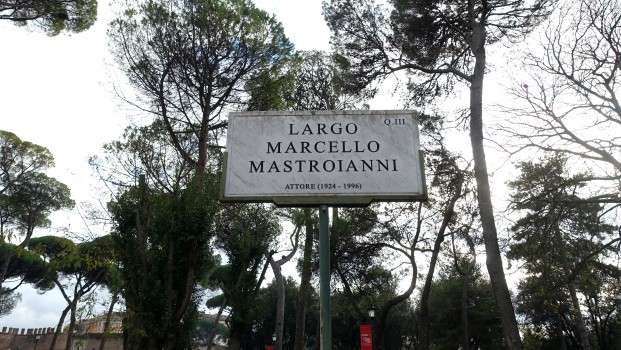 LARGO Q.III
MARCELLO
MASTROIANNI
ATTORE (1924 - 1996)